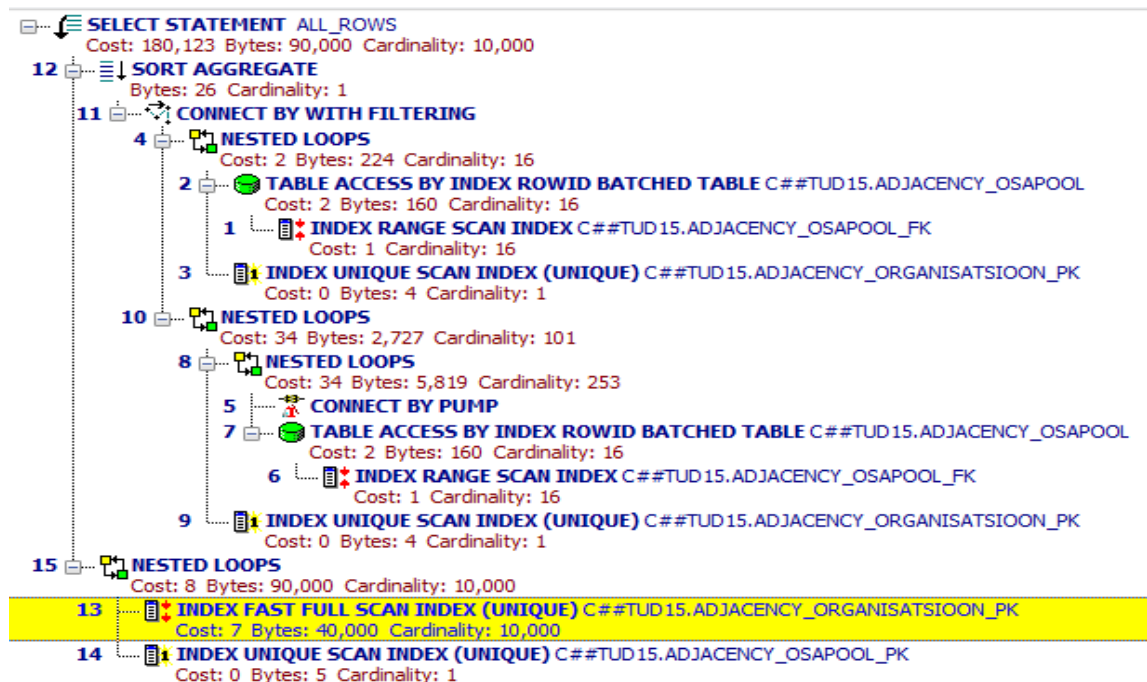 SELECT STATEMENT ALL_ROWS
Cost: 180,123 Bytes: 90,000 Cardinality: 10,000
12 SORT AGGREGATE
Bytes: 26 Cardinality: 1
11 CONNECT BY WITH FILTERING
4 NESTED LOOPS
Cost: 2 Bytes: 224 Cardinality: 16
2 TABLE ACCESS BY INDEX ROWID BATCHED TABLE C##TUD15.ADJACENCY_OSAPOOL
Cost: 2 Bytes: 160 Cardinality: 16
1 INDEX RANGE SCAN INDEX C##TUD15.ADJACENCY_OSAPOOL_FK
Cost: 1 Cardinality: 16
3 INDEX UNIQUE SCAN INDEX (UNIQUE) C##TUD15.ADJACENCY_ORGANISATSIOON_PK
Cost: 0 Bytes: 4 Cardinality: 1
10 NESTED LOOPS
Cost: 34 Bytes: 2,727 Cardinality: 101
8 NESTED LOOPS
Cost: 34 Bytes: 5,819 Cardinality: 253
5 CONNECT BY PUMP
7 TABLE ACCESS BY INDEX ROWID BATCHED TABLE C##TUD15.ADJACENCY_OSAPOOL
Cost: 2 Bytes: 160 Cardinality: 16
6 INDEX RANGE SCAN INDEX C##TUD15.ADJACENCY_OSAPOOL_FK
Cost: 1 Cardinality: 16
9 INDEX UNIQUE SCAN INDEX (UNIQUE) C##TUD15.ADJACENCY_ORGANISATSIOON_PK
Cost: 0 Bytes: 4 Cardinality: 1
15 NESTED LOOPS
Cost: 8 Bytes: 90,000 Cardinality: 10,000
13 INDEX FAST FULL SCAN INDEX (UNIQUE) C##TUD15.ADJACENCY_ORGANISATSIOON_PK
Cost: 7 Bytes: 40,000 Cardinality: 10,000
14 INDEX UNIQUE SCAN INDEX (UNIQUE) C##TUD15.ADJACENCY_OSAPOOL_PK
Cost: 0 Bytes: 5 Cardinality: 1